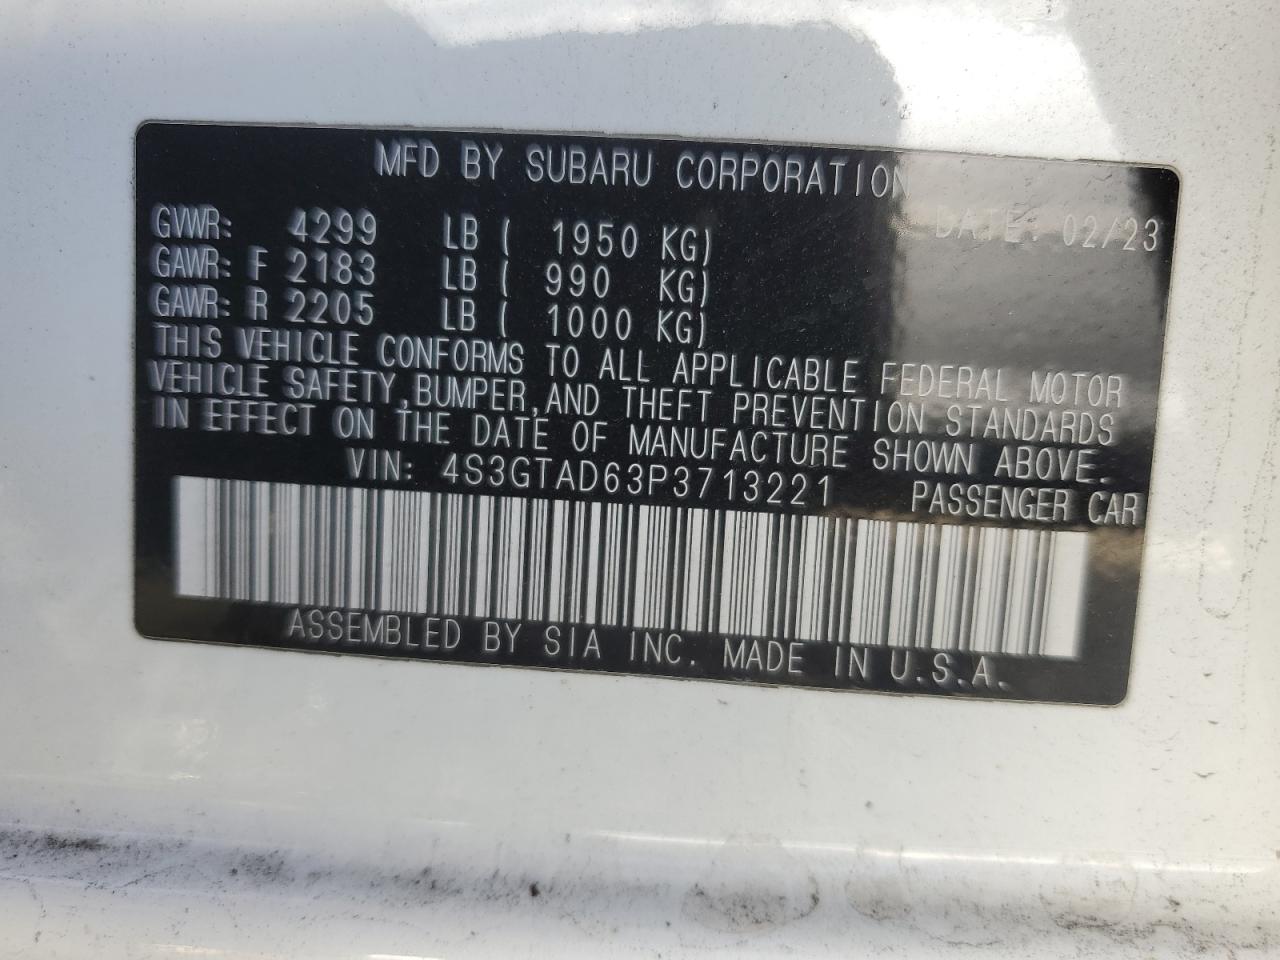 MFD BY SUBARU CORPORATION
DATE: 02/23
GVWR: 4299 LB ( 1950 KG)
GAWR: F 2183 LB ( 990 KG)
GAWR: R 2205 LB ( 1000 KG)
THIS VEHICLE CONFORMS TO ALL APPLICABLE FEDERAL MOTOR
VEHICLE SAFETY, BUMPER, AND THEFT PREVENTION STANDARDS
IN EFFECT ON THE DATE OF MANUFACTURE SHOWN ABOVE.
VIN: 4S3GTAD63P3713221 PASSENGER CAR
ASSEMBLED BY SIA INC. MADE IN U.S.A.